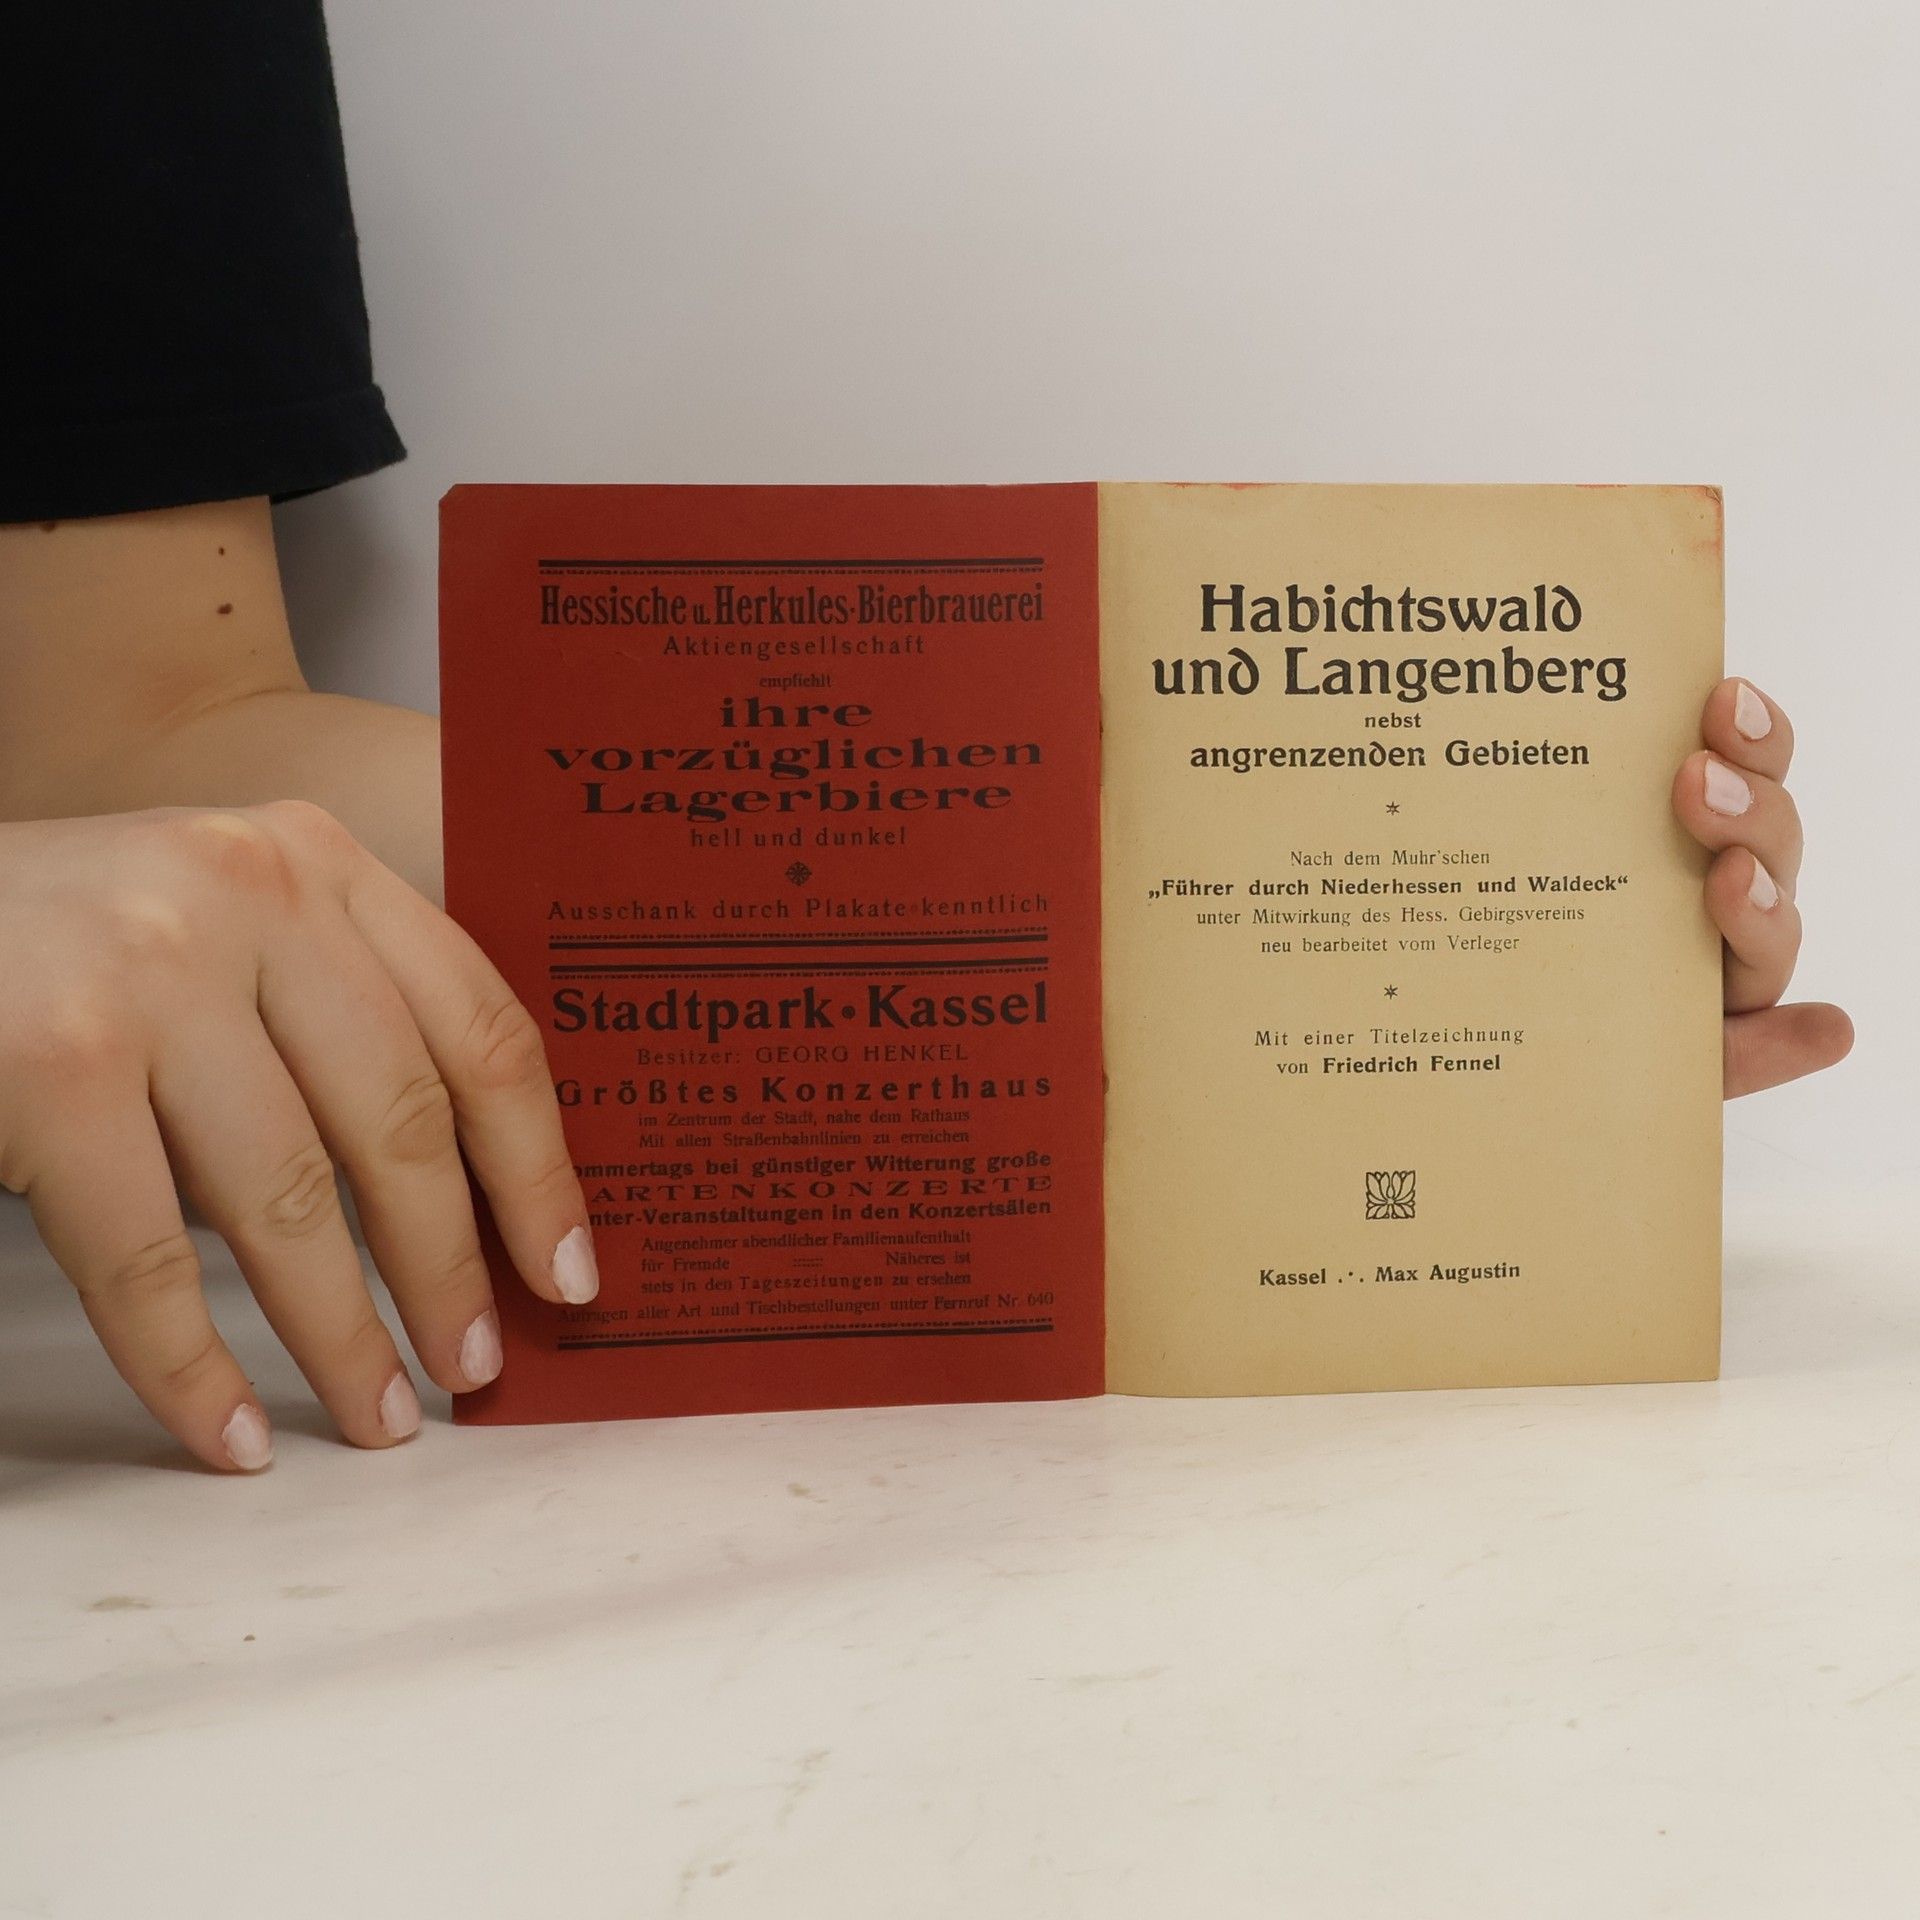 Hessische u. Herkules-Bierbrauerei
Aktiengesellschaft
empfiehlt
ihre
vorzüglichen
Lagerbiere
hell und dunkel
Ausschank durch Plakate kenntlich
Stadtpark • Kassel
Besitzer: GEORG HENKEL
Größtes Konzerthaus
im Zentrum der Stadt, nahe dem Rathaus
Mit allen Straßenbahnlinien zu erreichen
ommertags bei günstiger Witterung große
ARTENKONZERTE
nter-Veranstaltungen in den Konzertsälen
Angenehmer abendlicher Familienaufenthalt
für Fremde :::::: Näheres ist
stets in den Tageszeitungen zu ersehen
Anfragen aller Art und Tischbestellungen unter Fernruf Nr. 640
Habichtswald
und Langenberg
nebst
angrenzenden Gebieten
*
Nach dem Muhr'schen
„Führer durch Niederhessen und Waldeck“
unter Mitwirkung des Hess. Gebirgsvereins
neu bearbeitet vom Verleger
*
Mit einer Titelzeichnung
von Friedrich Fennel
Kassel .·. Max Augustin